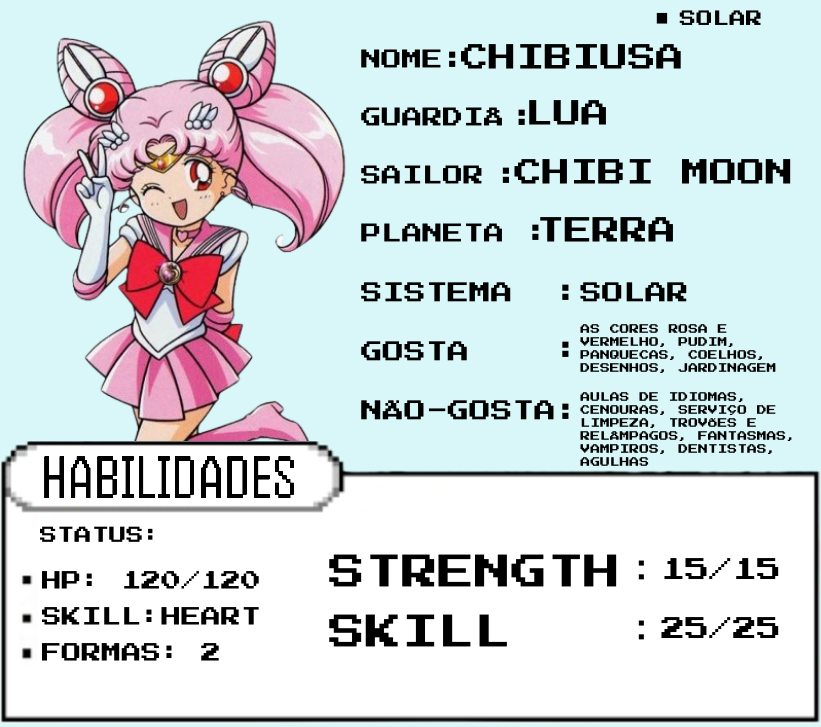 ▪ SOLAR
NOME:CHIBIUSA
GUARDIã :LUA
SAILOR :CHIBI MOON
PLANETA :TERRA
SISTEMA :SOLAR
GOSTA :
AS CORES ROSA E
VERMELHO, PUDIM,
PANQUECAS, COELHOS,
DESENHOS, JARDINAGEM
NÃO-GOSTA:
AULAS DE IDIOMAS,
CENOURAS, SERVIÇO DE
LIMPEZA, TROVÕES E
RELÂMPAGOS, FANTASMAS,
VAMPIROS, DENTISTAS,
AGULHAS
HABILIDADES
STATUS:
▪ HP: 120/120
▪ SKILL:HEART
▪ FORMAS: 2
STRENGTH : 15/15
SKILL : 25/25